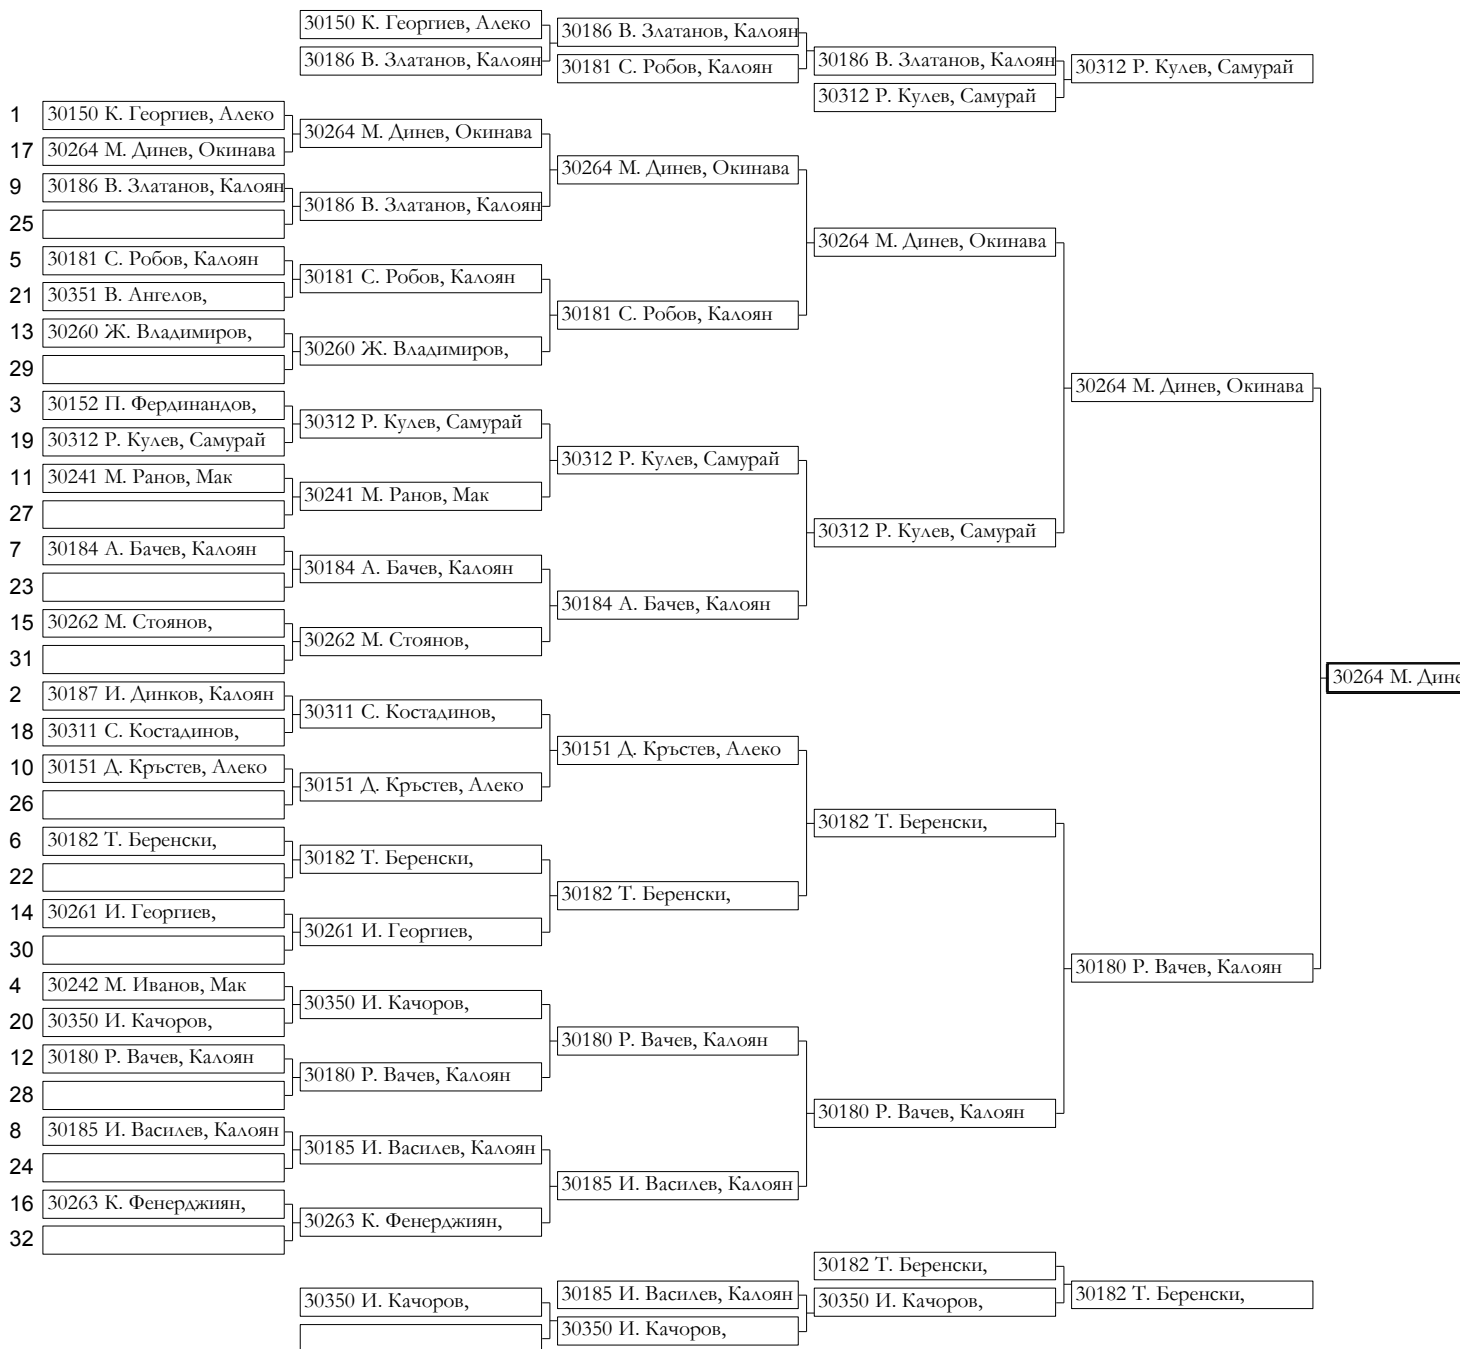 30150 К. Георгиев, Алеко
30186 В. Златанов, Калоян
30186 В. Златанов, Калоян
30181 С. Робов, Калоян
30186 В. Златанов, Калоян
30312 Р. Кулев, Самурай
30312 Р. Кулев, Самурай
1 30150 К. Георгиев, Алеко
17 30264 М. Динев, Окинава
9 30186 В. Златанов, Калоян
25
5 30181 С. Робов, Калоян
21 30351 В. Ангелов,
13 30260 Ж. Владимиров,
29
3 30152 П. Фердинандов,
19 30312 Р. Кулев, Самурай
11 30241 М. Ранов, Мак
27
7 30184 А. Бачев, Калоян
23
15 30262 М. Стоянов,
31
2 30187 И. Динков, Калоян
18 30311 С. Костадинов,
10 30151 Д. Кръстев, Алеко
26
6 30182 Т. Беренски,
22
14 30261 И. Георгиев,
30
4 30242 М. Иванов, Мак
20 30350 И. Качоров,
12 30180 Р. Вачев, Калоян
28
8 30185 И. Василев, Калоян
24
16 30263 К. Фенерджиян,
32
30264 М. Динев, Окинава
30186 В. Златанов, Калоян
30181 С. Робов, Калоян
30260 Ж. Владимиров,
30312 Р. Кулев, Самурай
30241 М. Ранов, Мак
30184 А. Бачев, Калоян
30262 М. Стоянов,
30311 С. Костадинов,
30151 Д. Кръстев, Алеко
30182 Т. Беренски,
30261 И. Георгиев,
30350 И. Качоров,
30180 Р. Вачев, Калоян
30185 И. Василев, Калоян
30263 К. Фенерджиян,
30264 М. Динев, Окинава
30181 С. Робов, Калоян
30312 Р. Кулев, Самурай
30184 А. Бачев, Калоян
30151 Д. Кръстев, Алеко
30182 Т. Беренски,
30180 Р. Вачев, Калоян
30185 И. Василев, Калоян
30264 М. Динев, Окинава
30312 Р. Кулев, Самурай
30182 Т. Беренски,
30180 Р. Вачев, Калоян
30264 М. Динев, Окинава
30180 Р. Вачев, Калоян
30264 М. Дине
30350 И. Качоров,
30185 И. Василев, Калоян
30350 И. Качоров,
30182 Т. Беренски,
30350 И. Качоров,
30182 Т. Беренски,